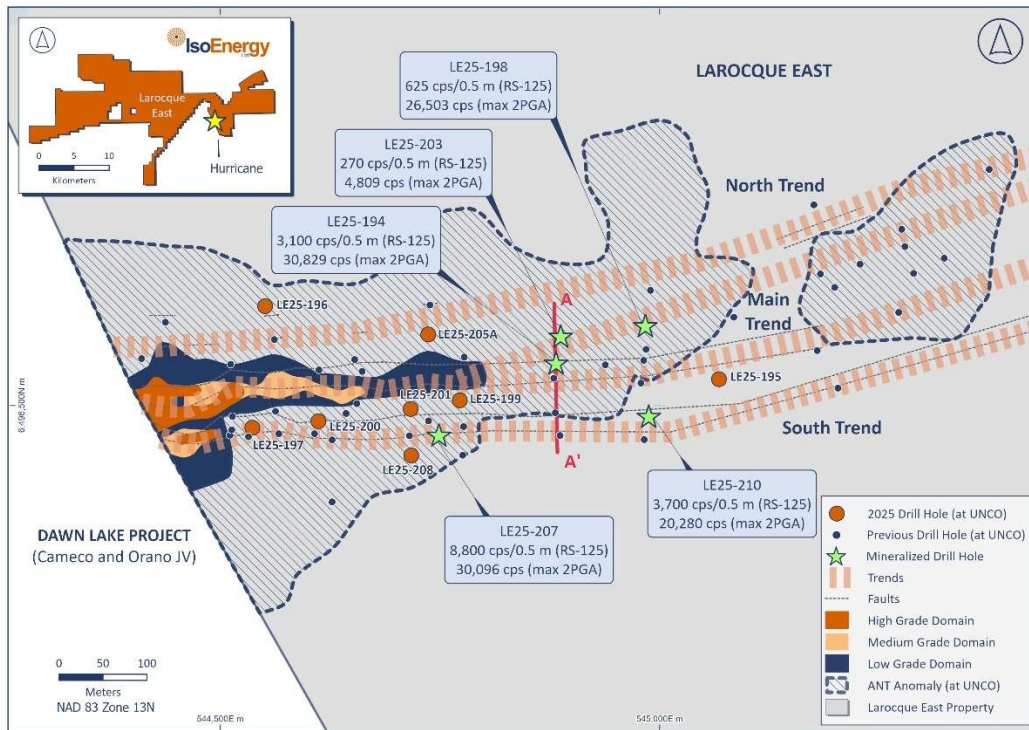 IsoEnergy
Larocque
East
0 5 10
Kilometers
Hurricane
LAROCQUE EAST
LE25-198
625 cps/0.5 m (RS-125)
26,503 cps (max 2PGA)
LE25-203
270 cps/0.5 m (RS-125)
4,809 cps (max 2PGA)
LE25-194
3,100 cps/0.5 m (RS-125)
30,829 cps (max 2PGA)
North Trend
Main
Trend
South Trend
A
A'
LE25-196
LE25-205A
LE25-195
LE25-201
LE25-199
LE25-200
LE25-197
LE25-208
LE25-210
3,700 cps/0.5 m (RS-125)
20,280 cps (max 2PGA)
LE25-207
8,800 cps/0.5 m (RS-125)
30,096 cps (max 2PGA)
DAWN LAKE PROJECT
(Cameco and Orano JV)
0 50 100
Meters
NAD 83 Zone 13N
6,496,500N m
544,500E m
545,000E m
2025 Drill Hole (at UNCO)
Previous Drill Hole (at UNCO)
Mineralized Drill Hole
Trends
Faults
High Grade Domain
Medium Grade Domain
Low Grade Domain
ANT Anomaly (at UNCO)
Larocque East Property